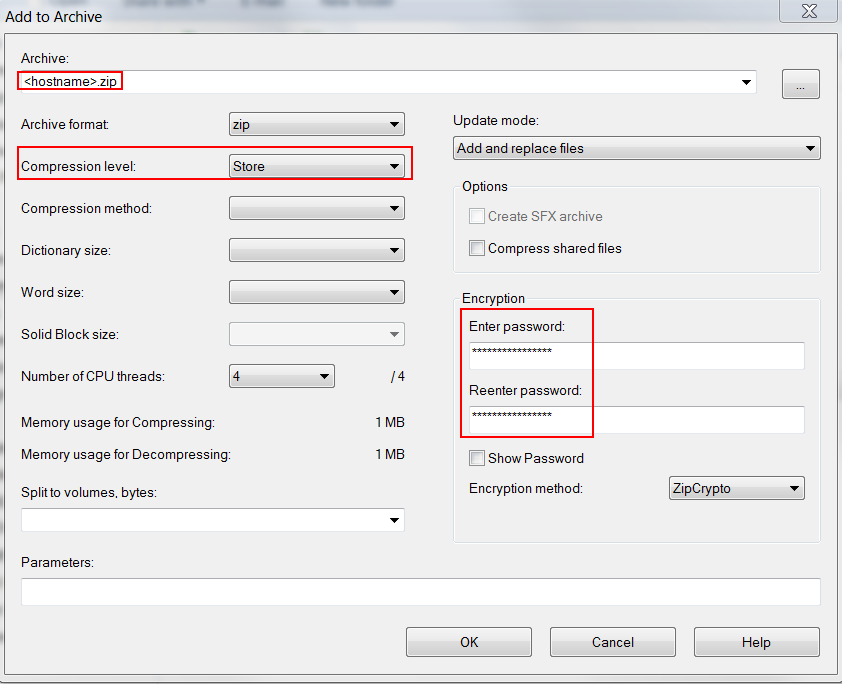 Add to Archive
Archive:
<hostname>.zip
...
Archive format:
zip
Update mode:
Add and replace files
Compression level:
Store
Options
Compression method:
Create SFX archive
Dictionary size:
Compress shared files
Word size:
Encryption
Solid Block size:
Enter password:
****************
Number of CPU threads:
4
/ 4
Reenter password:
****************
Memory usage for Compressing:
1 MB
Memory usage for Decompressing:
1 MB
Show Password
Split to volumes, bytes:
Encryption method:
ZipCrypto
Parameters:
OK
Cancel
Help